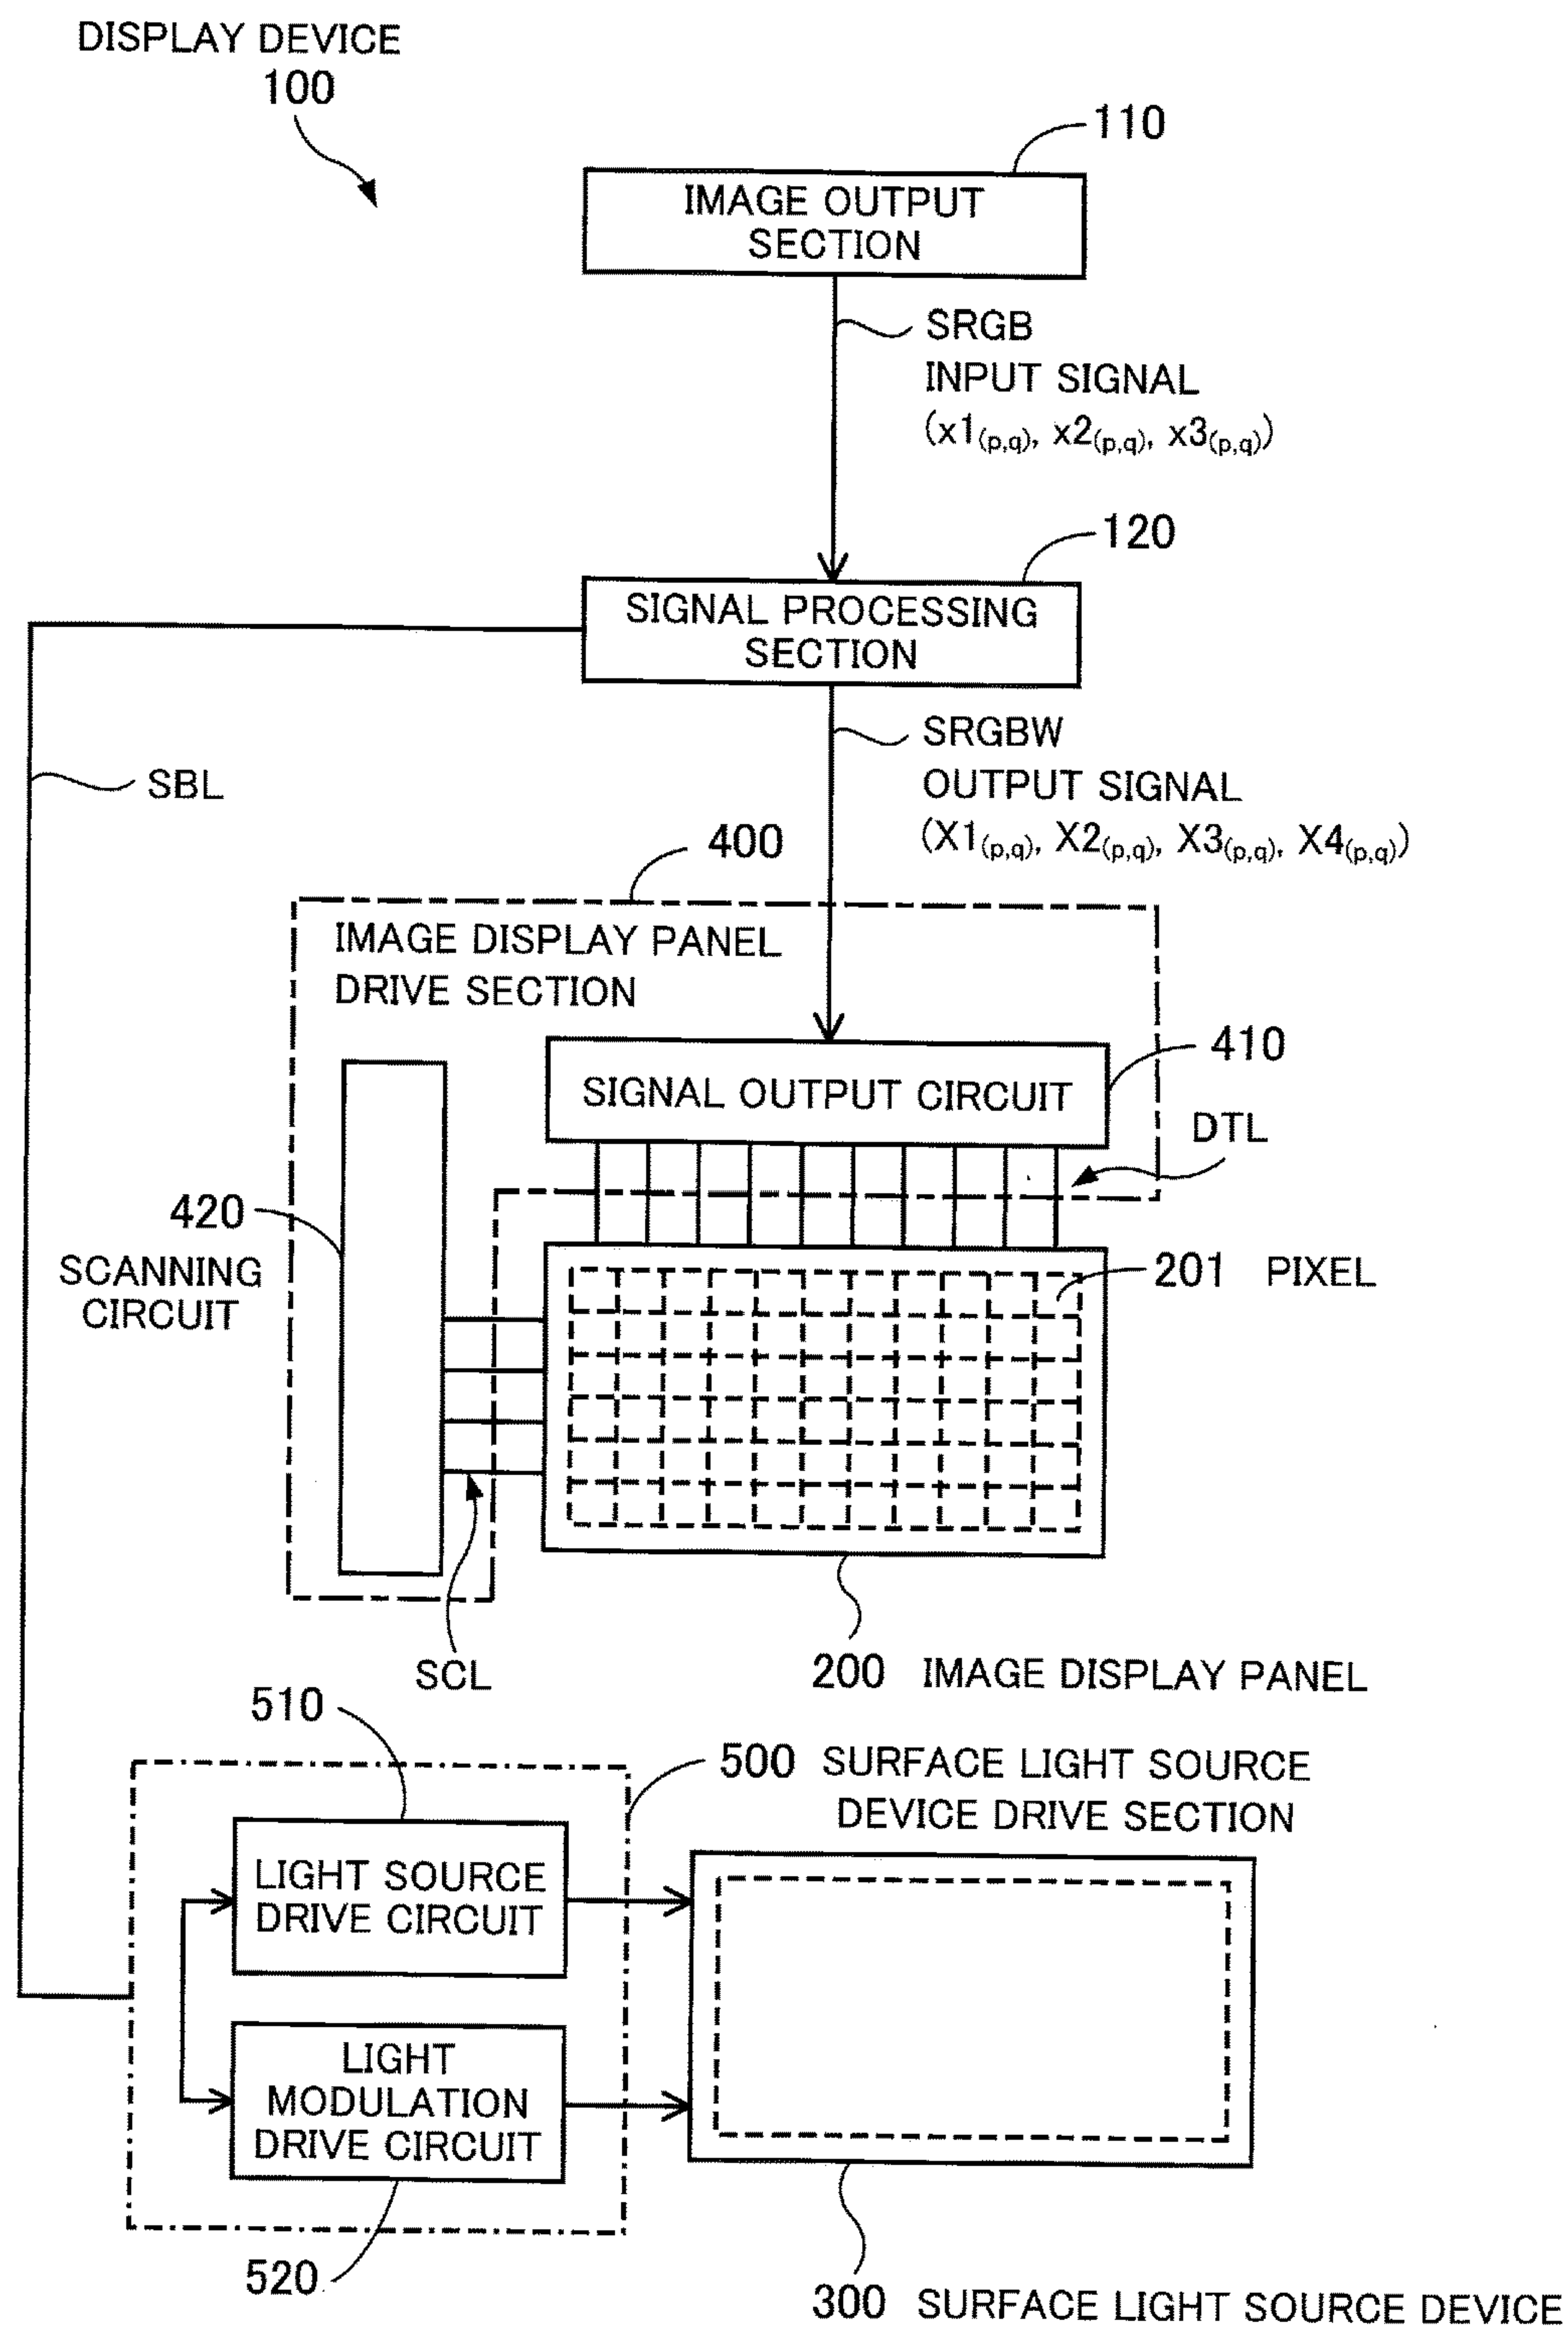 DISPLAY DEVICE
100
110
IMAGE OUTPUT
SECTION
SRGB
INPUT SIGNAL
(x1(p,q), x2(p,q), x3(p,q))
120
SIGNAL PROCESSING
SECTION
SRGBW
OUTPUT SIGNAL
(X1(p,q), X2(p,q), X3(p,q), X4(p,q))
SBL
400
IMAGE DISPLAY PANEL
DRIVE SECTION
410
SIGNAL OUTPUT CIRCUIT
DTL
420
SCANNING
CIRCUIT
201 PIXEL
SCL
200 IMAGE DISPLAY PANEL
510
500 SURFACE LIGHT SOURCE
DEVICE DRIVE SECTION
LIGHT SOURCE
DRIVE CIRCUIT
LIGHT
MODULATION
DRIVE CIRCUIT
520
300 SURFACE LIGHT SOURCE DEVICE